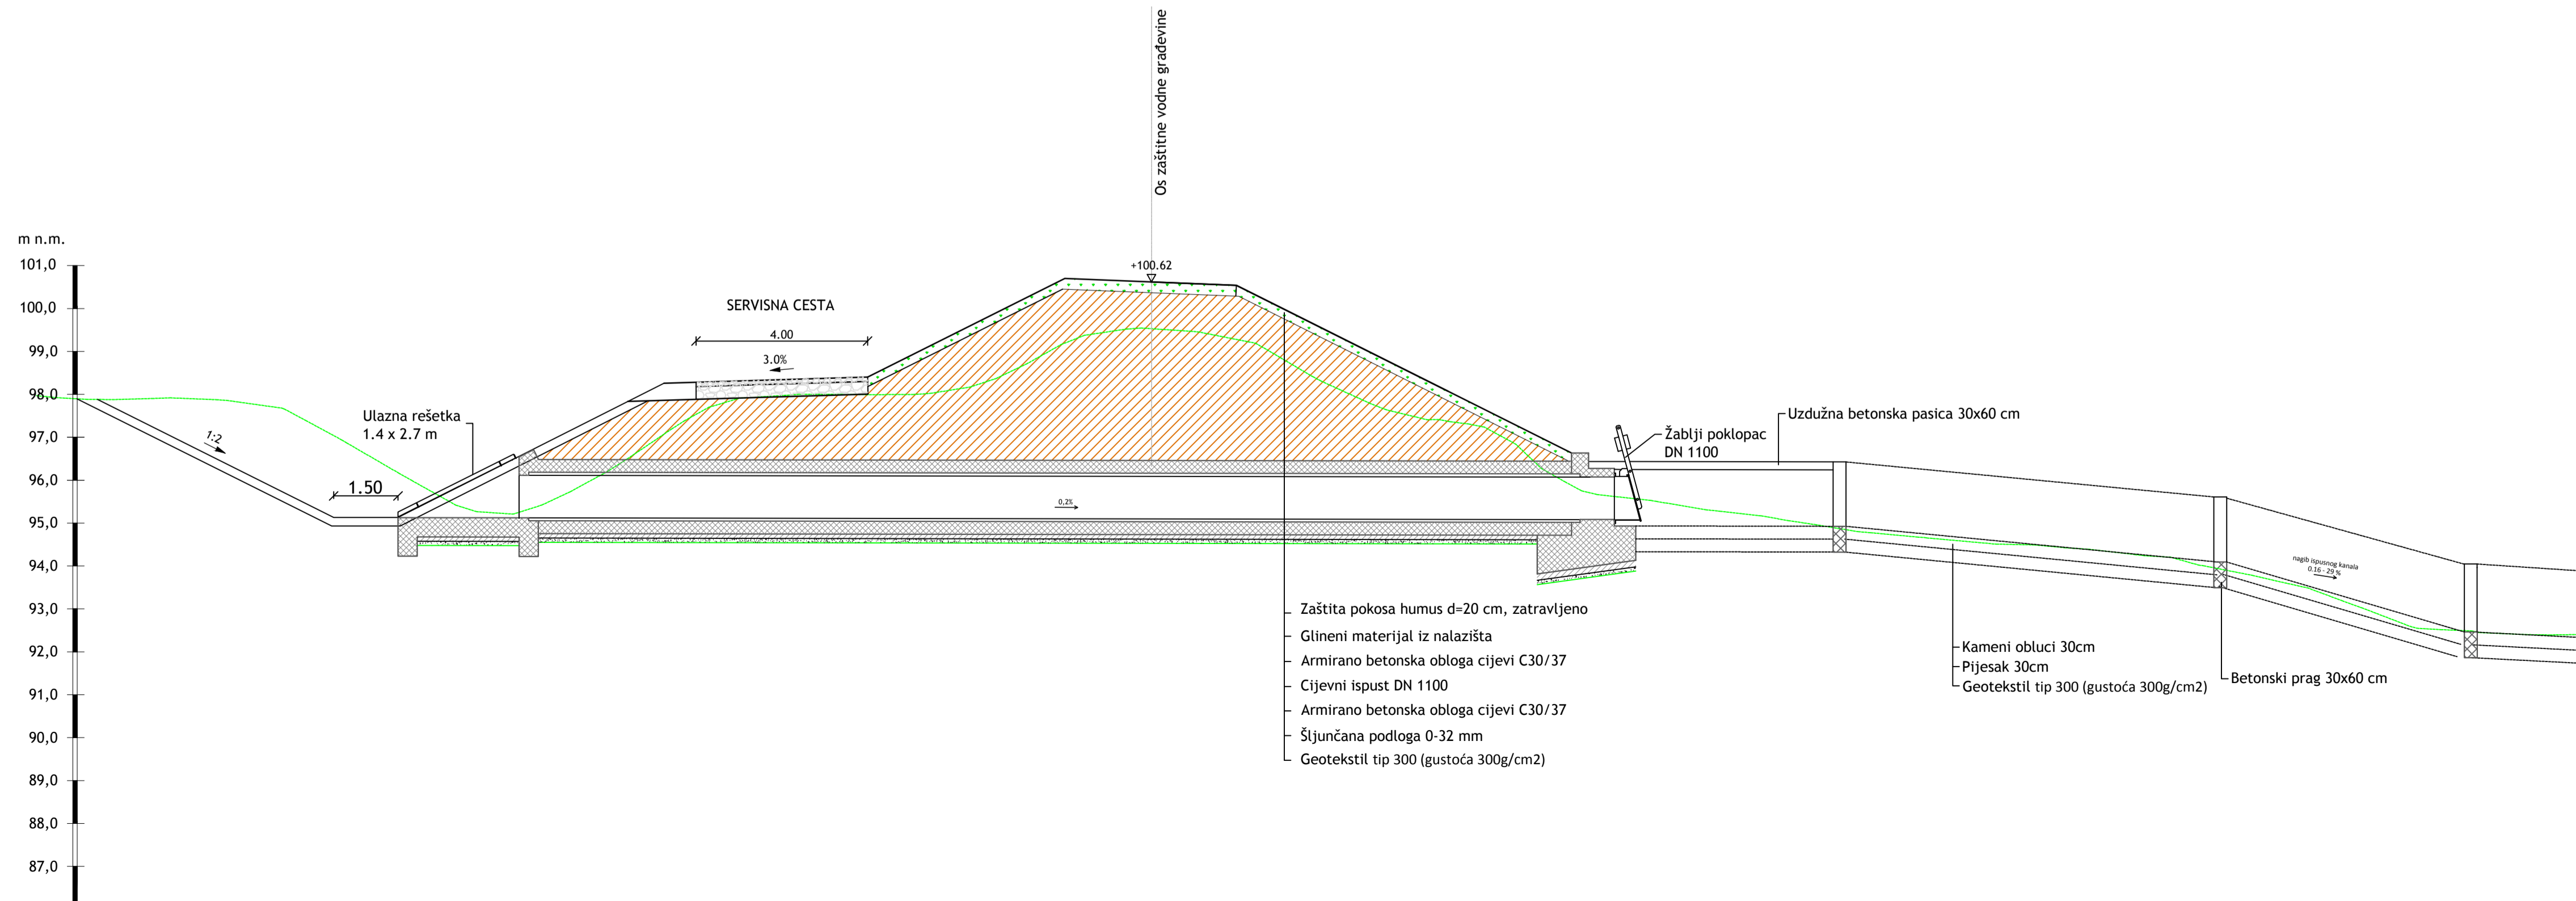 Os zaštitne vodne građevine
m n.m.
101,0
100,0
99,0
98,0
97,0
96,0
95,0
94,0
93,0
92,0
91,0
90,0
89,0
88,0
87,0
+100.62
SERVISNA CESTA
4.00
3.0%
Ulazna rešetka
1.4 x 2.7 m
1:2
1.50
0,2%
Žablji poklopac
DN 1100
Uzdužna betonska pasica 30x60 cm
nagib ispusnog kanala
0.16 - 29 %
Zaštita pokosa humus d=20 cm, zatravljeno
Glineni materijal iz nalazišta
Armirano betonska obloga cijevi C30/37
Cijevni ispust DN 1100
Armirano betonska obloga cijevi C30/37
Šljunčana podloga 0-32 mm
Geotekstil tip 300 (gustoća 300g/cm2)
Kameni obluci 30cm
Pijesak 30cm
Geotekstil tip 300 (gustoća 300g/cm2)
Betonski prag 30x60 cm